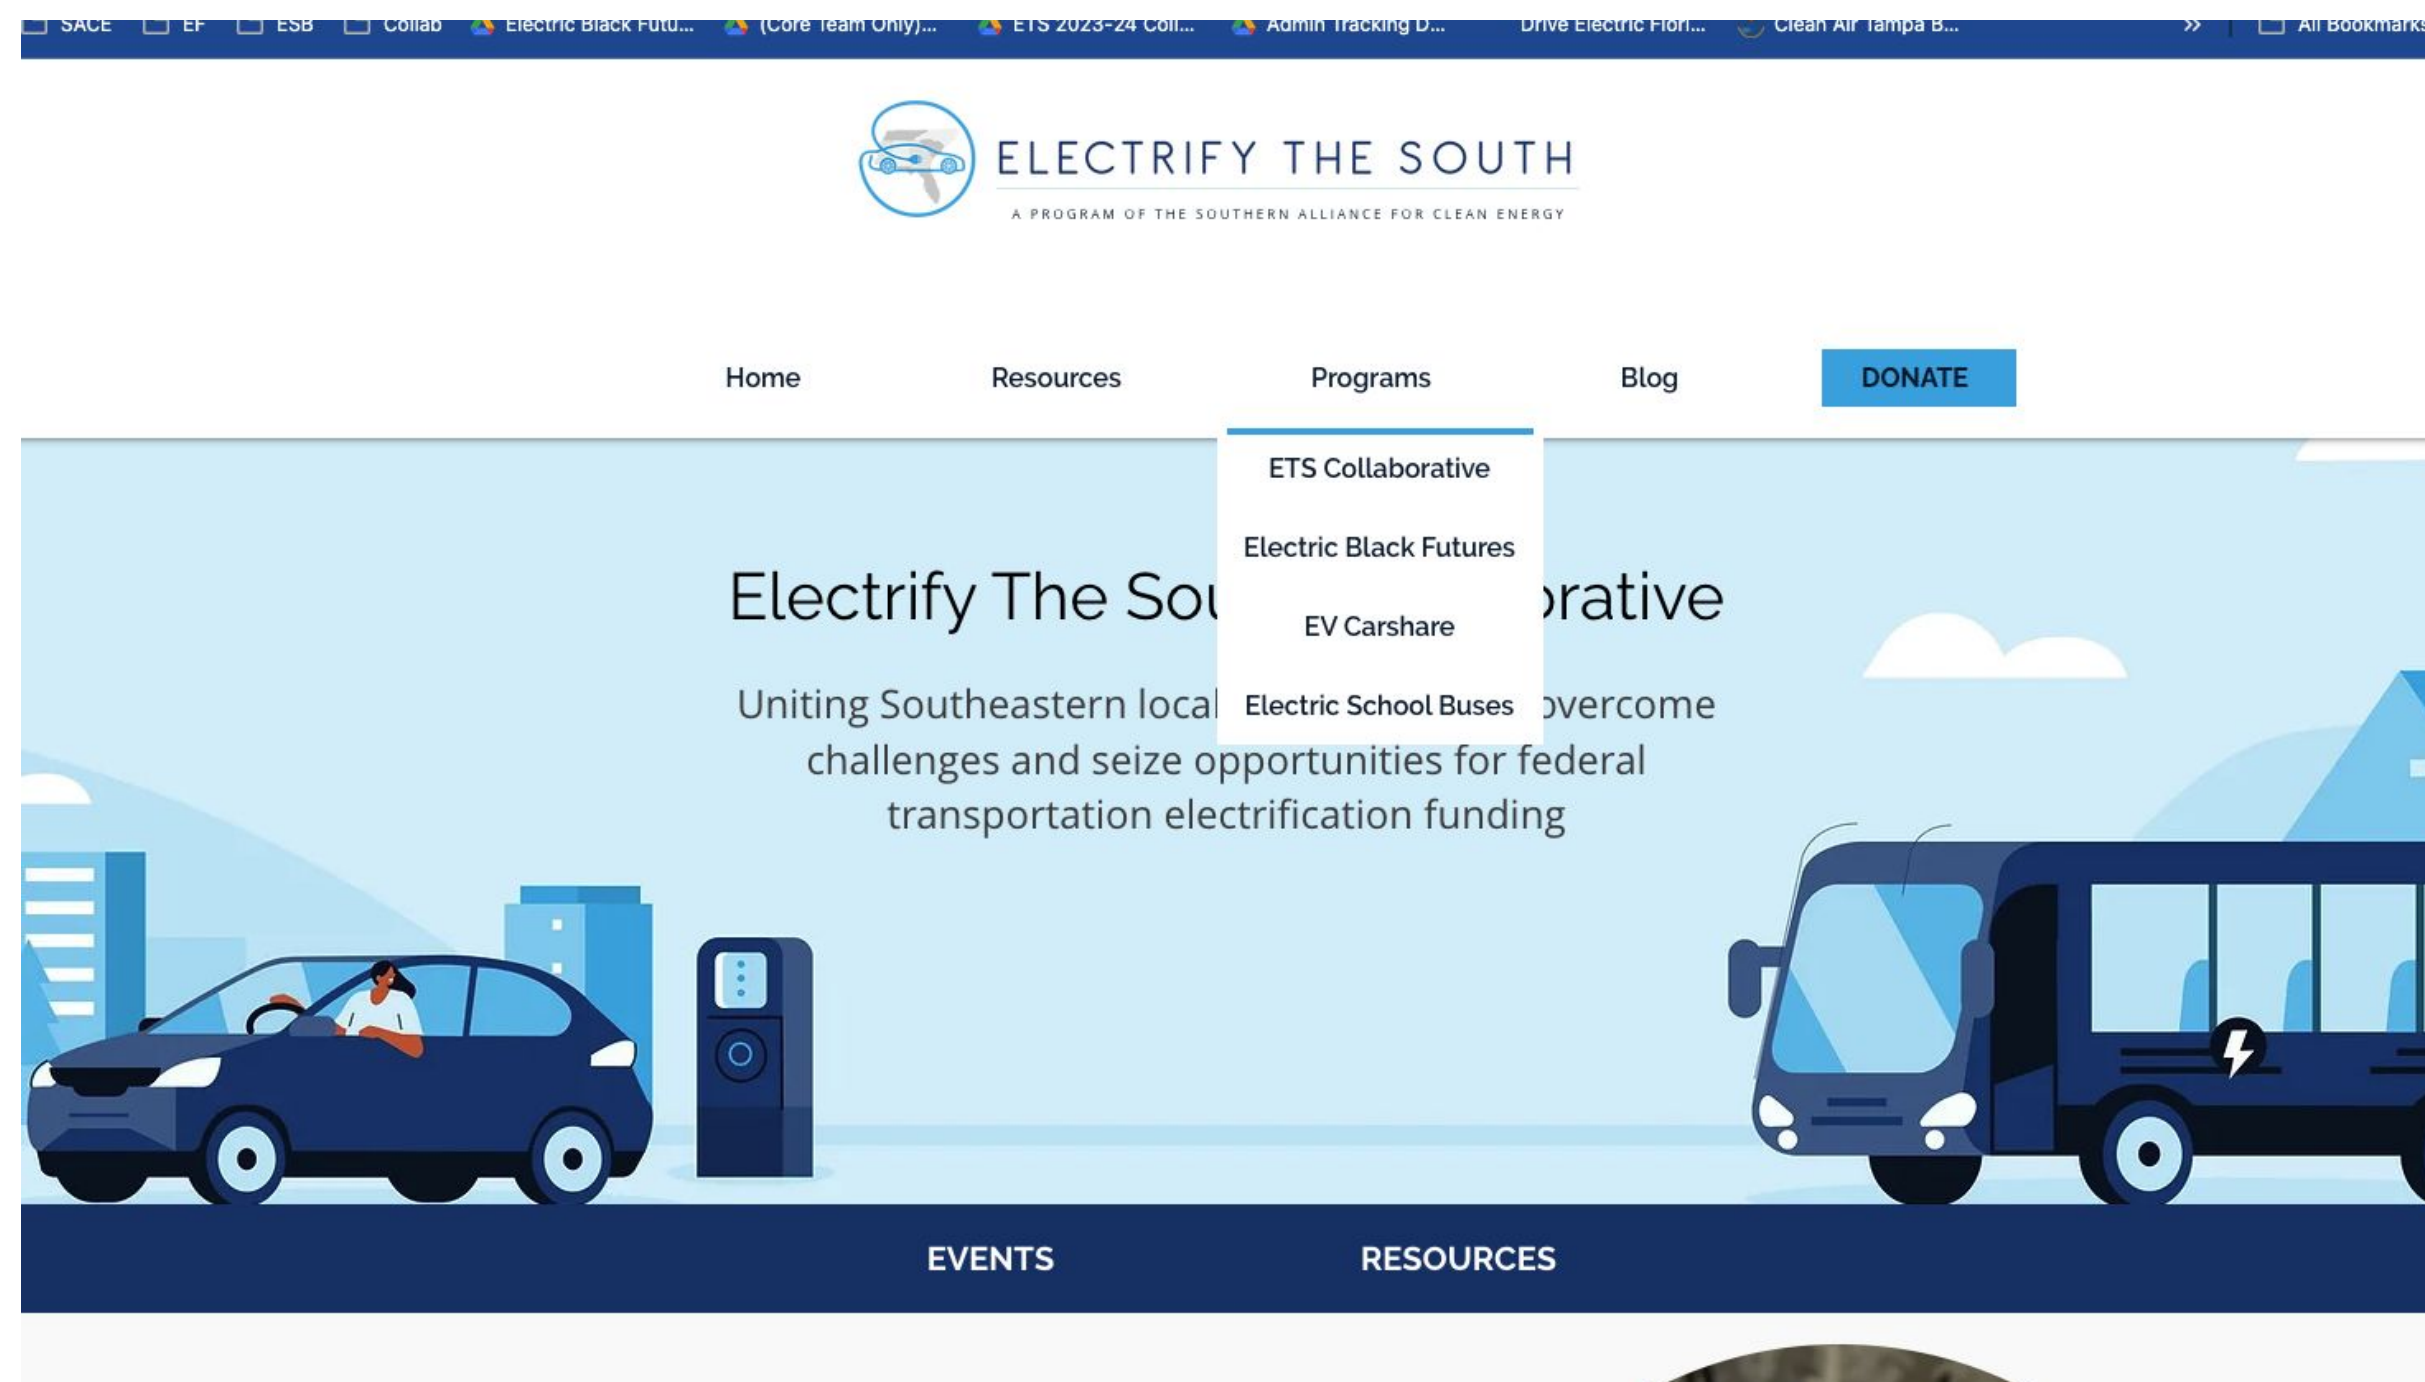 SACE EF ESB Collab Electric Black Futu... (Core Team Only)... ETS 2023-24 Coll... Admin Tracking D... Drive Electric Flori... Clean Air Tampa B... » All Bookmarks
ELECTRIFY THE SOUTH
A PROGRAM OF THE SOUTHERN ALLIANCE FOR CLEAN ENERGY
Home Resources Programs Blog DONATE
ETS Collaborative
Electric Black Futures
Electrify The Sou orative
EV Carshare
Uniting Southeastern local Electric School Buses overcome
challenges and seize opportunities for federal
transportation electrification funding
EVENTS RESOURCES